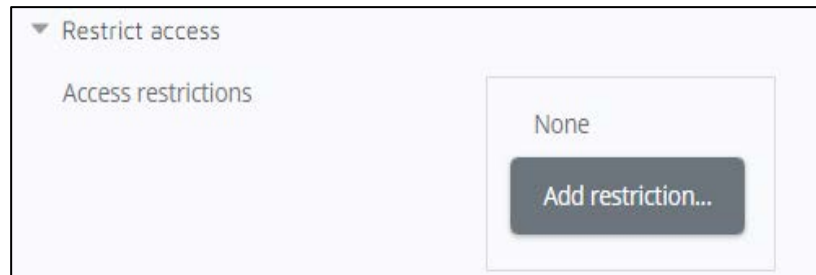 Restrict access
Access restrictions
None
Add restriction...